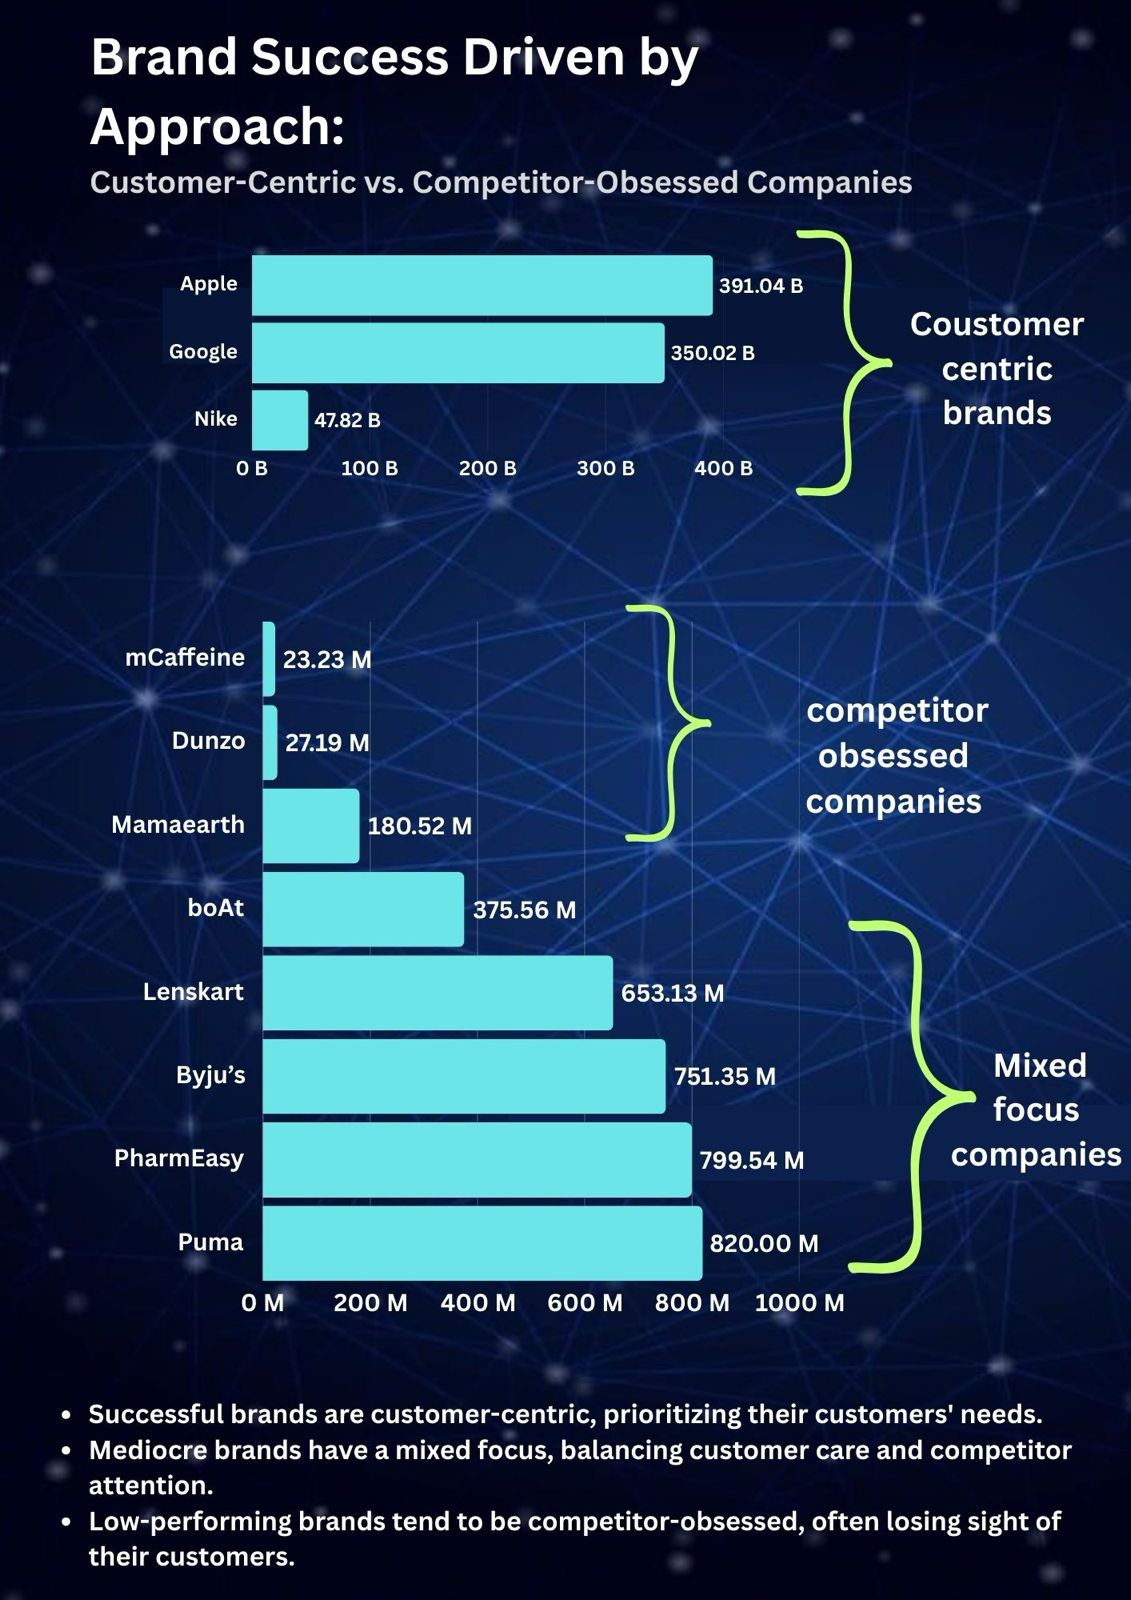 Brand Success Driven by
Approach:
Customer-Centric vs. Competitor-Obsessed Companies
Apple
391.04 B
Google
350.02 B
Nike
47.82 B
0 B
100 B
200 B
300 B
400 B
Coustomer
centric
brands
mCaffeine
23.23 M
Dunzo
27.19 M
Mamaearth
180.52 M
competitor
obsessed
companies
boAt
375.56 M
Lenskart
653.13 M
Byju’s
751.35 M
PharmEasy
799.54 M
Puma
820.00 M
Mixed
focus
companies
0 M
200 M
400 M
600 M
800 M
1000 M
• Successful brands are customer-centric, prioritizing their customers' needs.
• Mediocre brands have a mixed focus, balancing customer care and competitor
attention.
• Low-performing brands tend to be competitor-obsessed, often losing sight of
their customers.